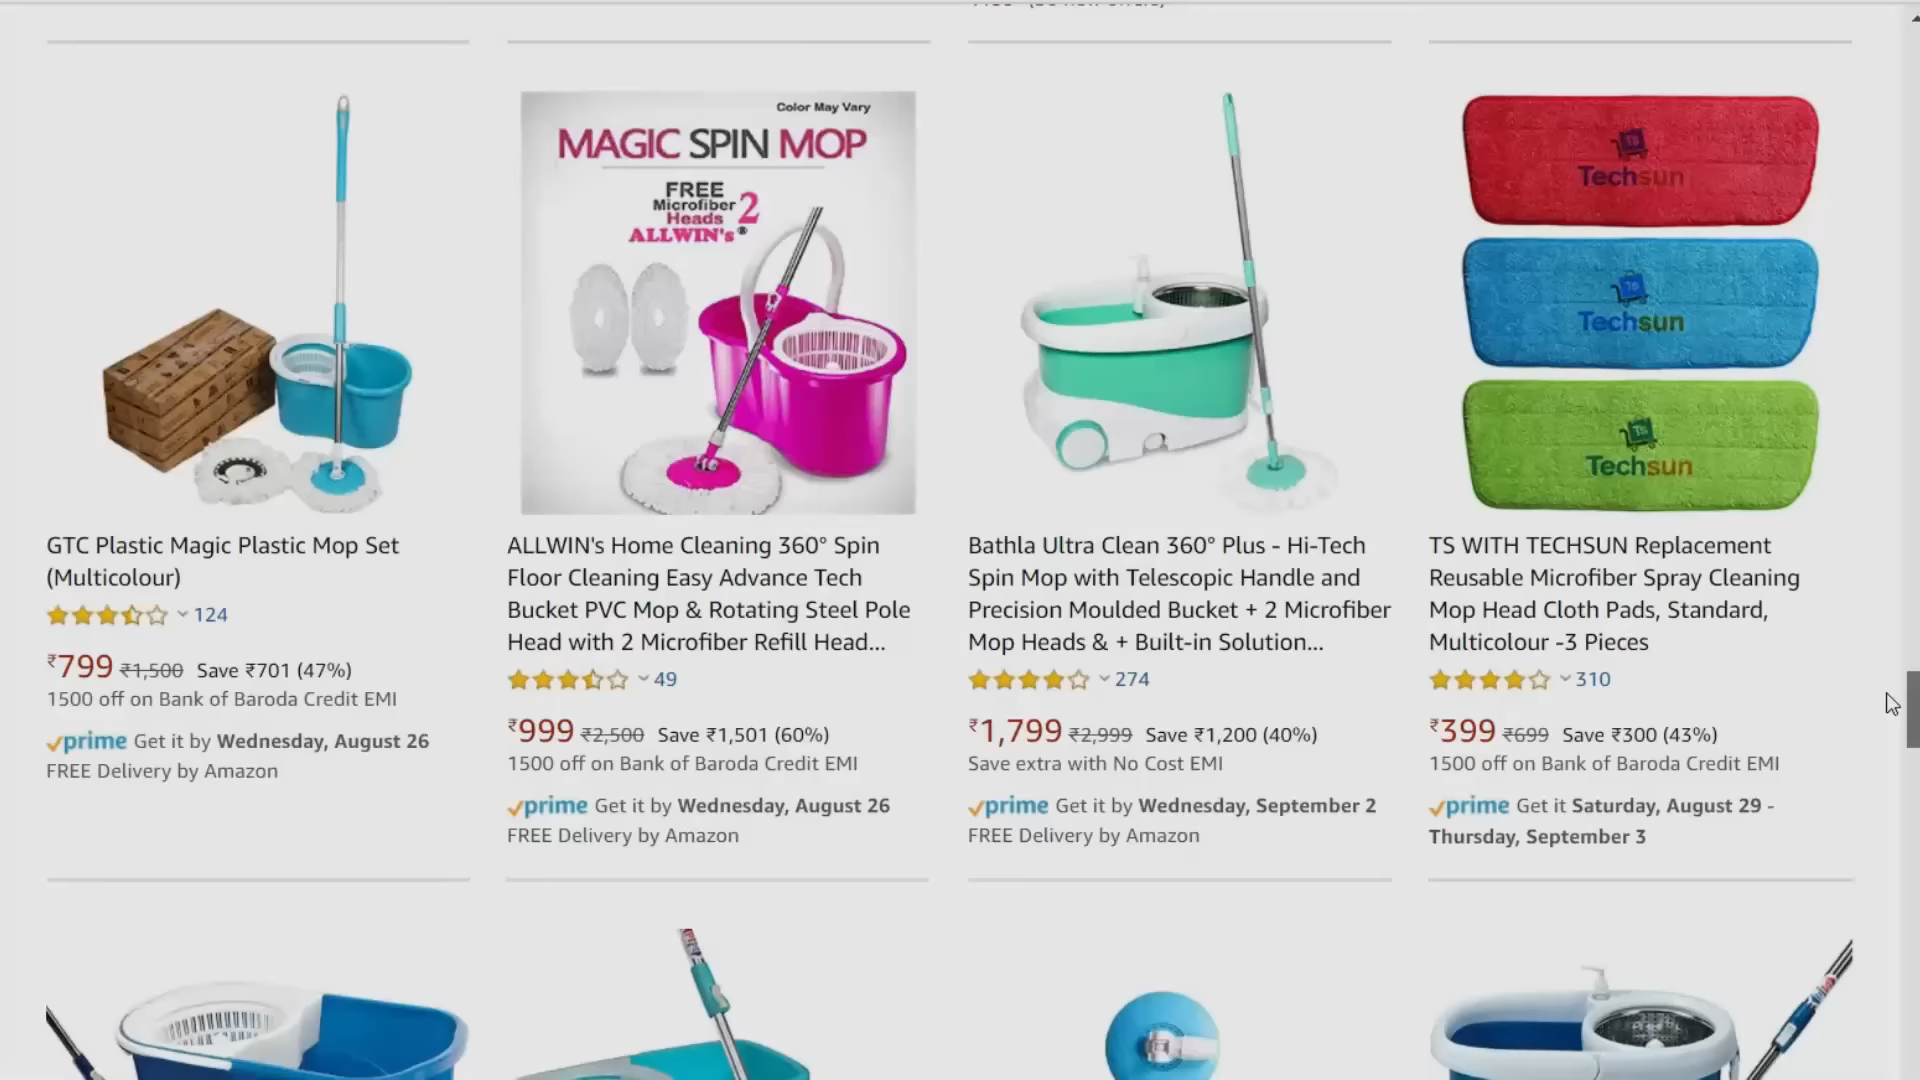 Color May Vary
MAGIC SPIN MOP
FREE
Microfiber
Heads 2
ALLWIN's ®
TS
Techsun
TS
Techsun
TS
Techsun
GTC Plastic Magic Plastic Mop Set
(Multicolour)
124
₹799 ₹1,500 Save ₹701 (47%)
1500 off on Bank of Baroda Credit EMI
prime Get it by Wednesday, August 26
FREE Delivery by Amazon
ALLWIN's Home Cleaning 360° Spin
Floor Cleaning Easy Advance Tech
Bucket PVC Mop & Rotating Steel Pole
Head with 2 Microfiber Refill Head...
49
₹999 ₹2,500 Save ₹1,501 (60%)
1500 off on Bank of Baroda Credit EMI
prime Get it by Wednesday, August 26
FREE Delivery by Amazon
Bathla Ultra Clean 360° Plus - Hi-Tech
Spin Mop with Telescopic Handle and
Precision Moulded Bucket + 2 Microfiber
Mop Heads & + Built-in Solution...
274
₹1,799 ₹2,999 Save ₹1,200 (40%)
Save extra with No Cost EMI
prime Get it by Wednesday, September 2
FREE Delivery by Amazon
TS WITH TECHSUN Replacement
Reusable Microfiber Spray Cleaning
Mop Head Cloth Pads, Standard,
Multicolour -3 Pieces
310
₹399 ₹699 Save ₹300 (43%)
1500 off on Bank of Baroda Credit EMI
prime Get it Saturday, August 29 -
Thursday, September 3